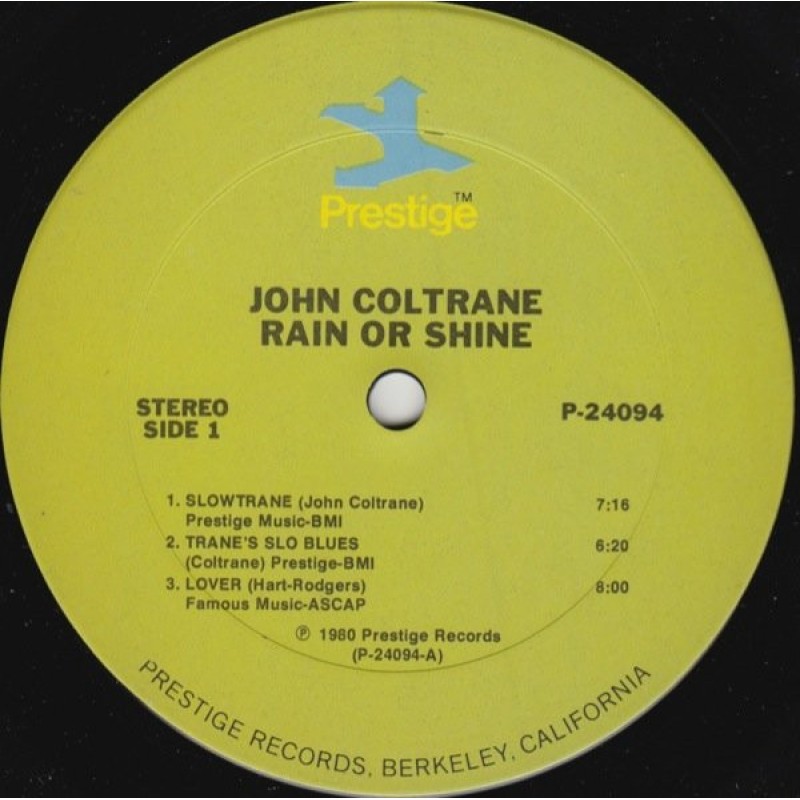 Prestige™
JOHN COLTRANE
RAIN OR SHINE
STEREO
SIDE 1
P-24094
1. SLOWTRANE (John Coltrane) 7:16
Prestige Music-BMI
2. TRANE'S SLO BLUES 6:20
(Coltrane) Prestige-BMI
3. LOVER (Hart-Rodgers) 8:00
Famous Music-ASCAP
℗ 1980 Prestige Records
(P-24094-A)
PRESTIGE RECORDS, BERKELEY, CALIFORNIA